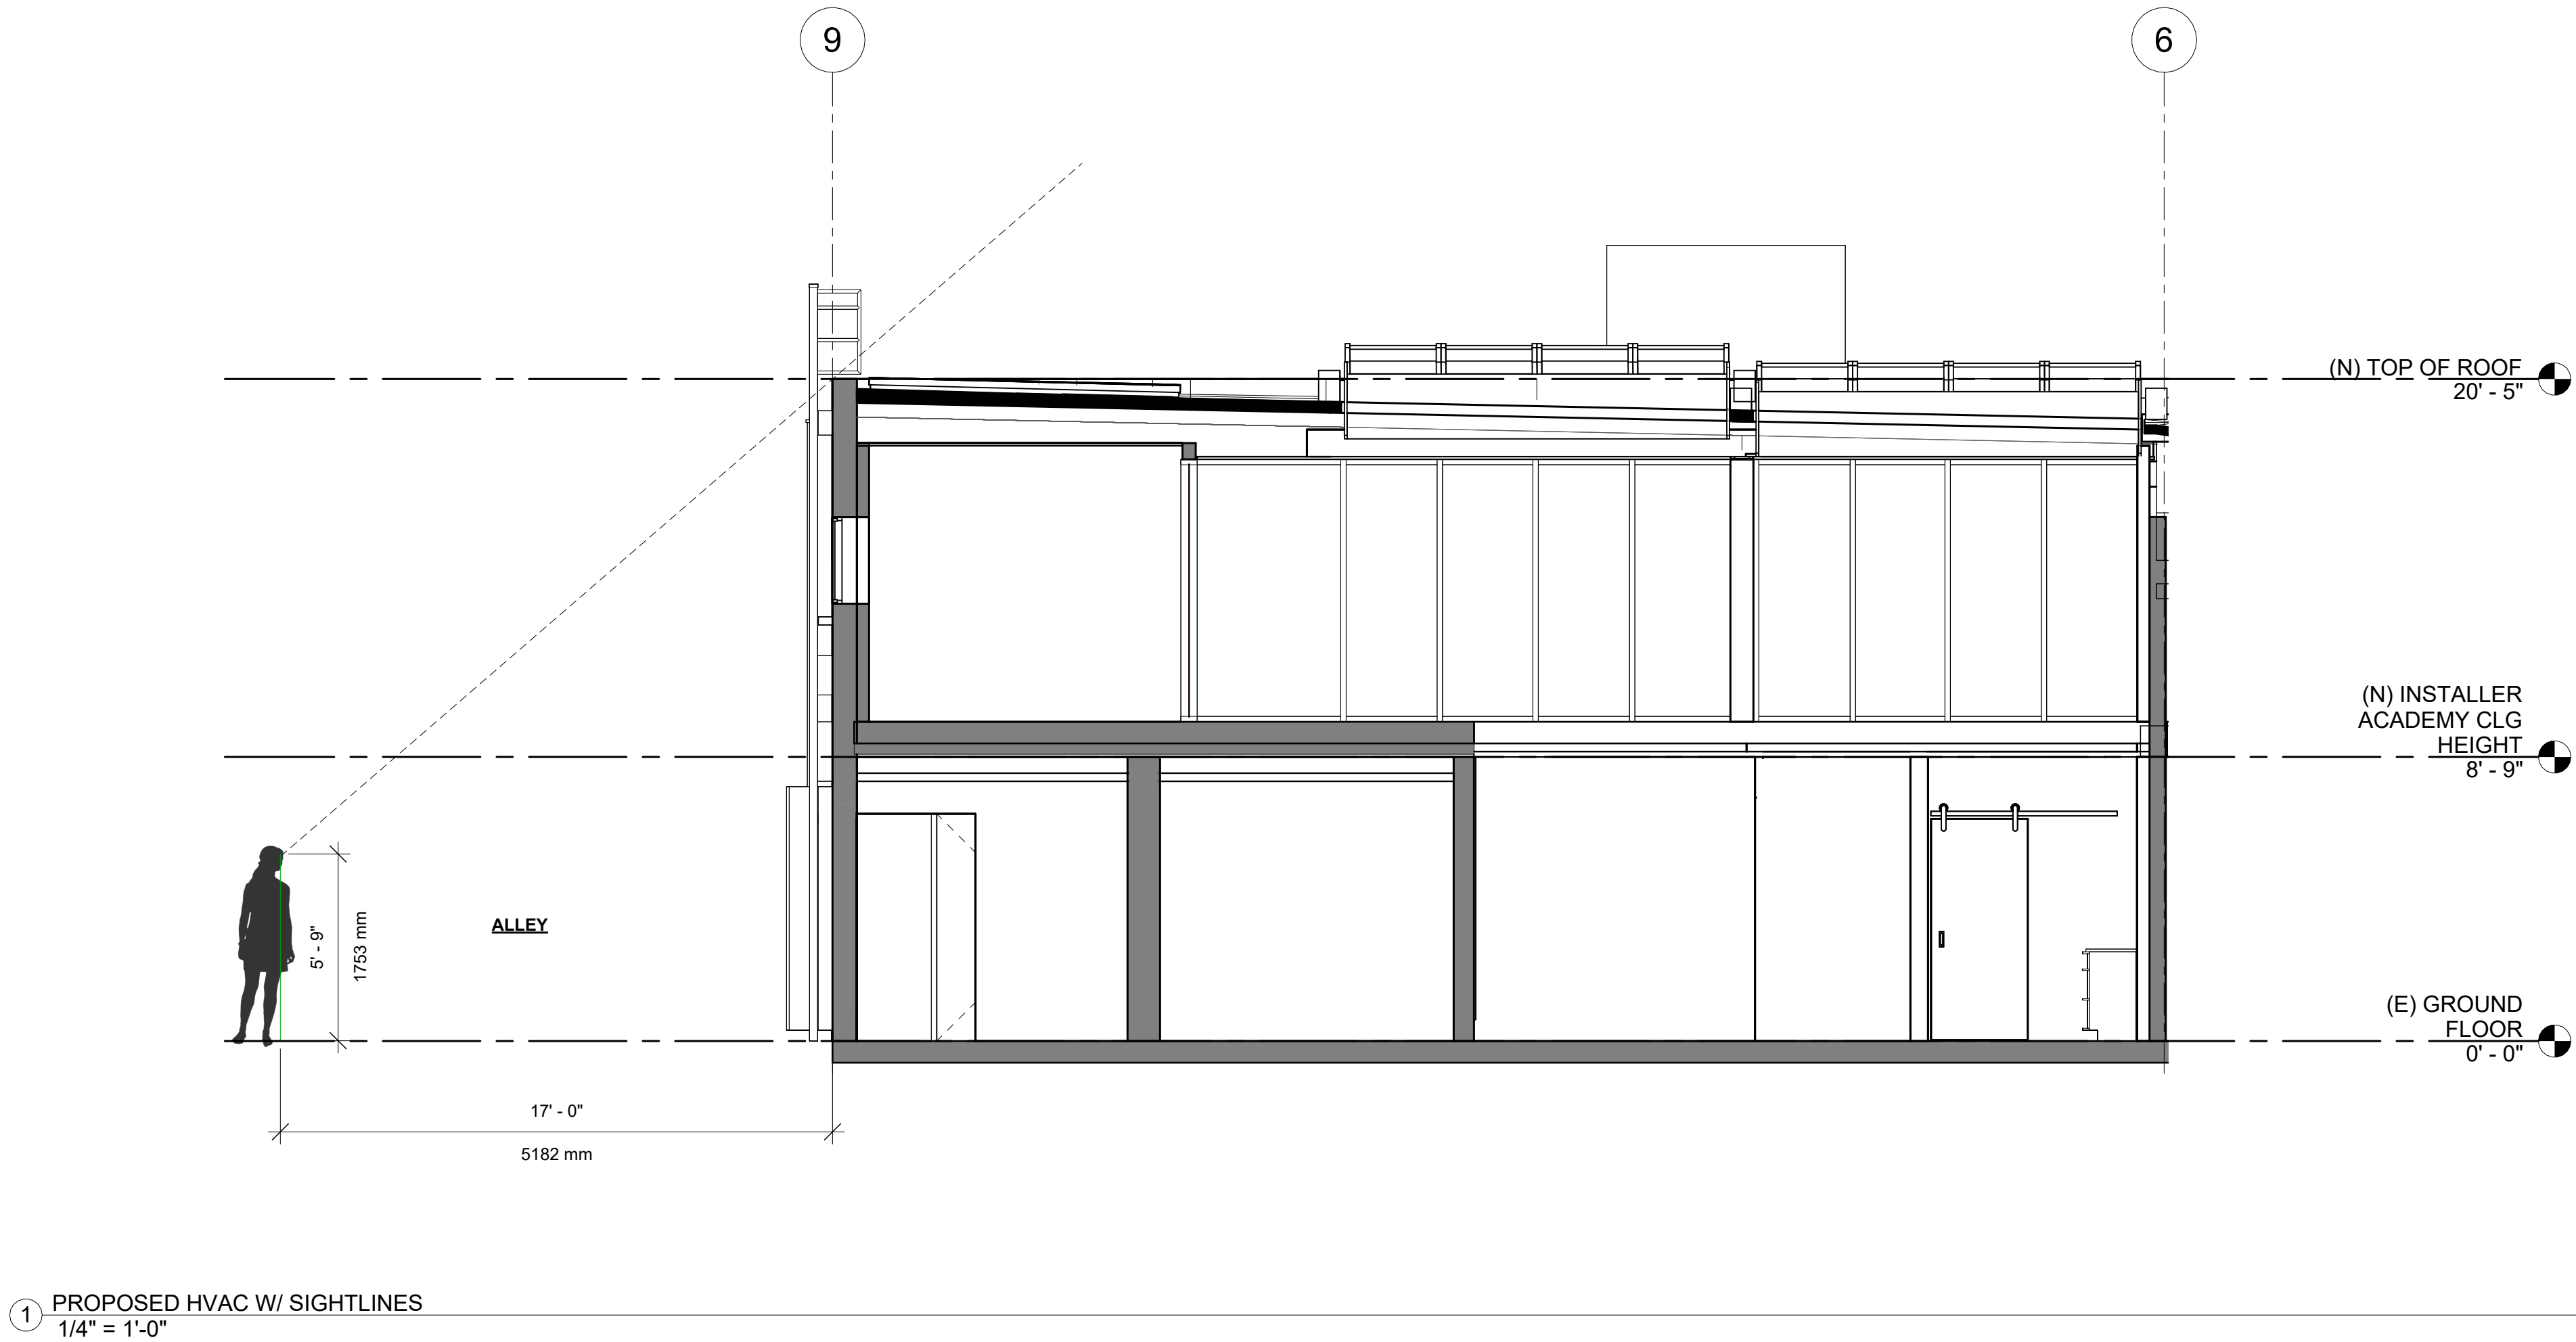 9
6
(N) TOP OF ROOF
20' - 5"
(N) INSTALLER
ACADEMY CLG
HEIGHT
8' - 9"
ALLEY
5' - 9"
1753 mm
(E) GROUND
FLOOR
0' - 0"
17' - 0"
5182 mm
1
PROPOSED HVAC W/ SIGHTLINES
1/4" = 1'-0"